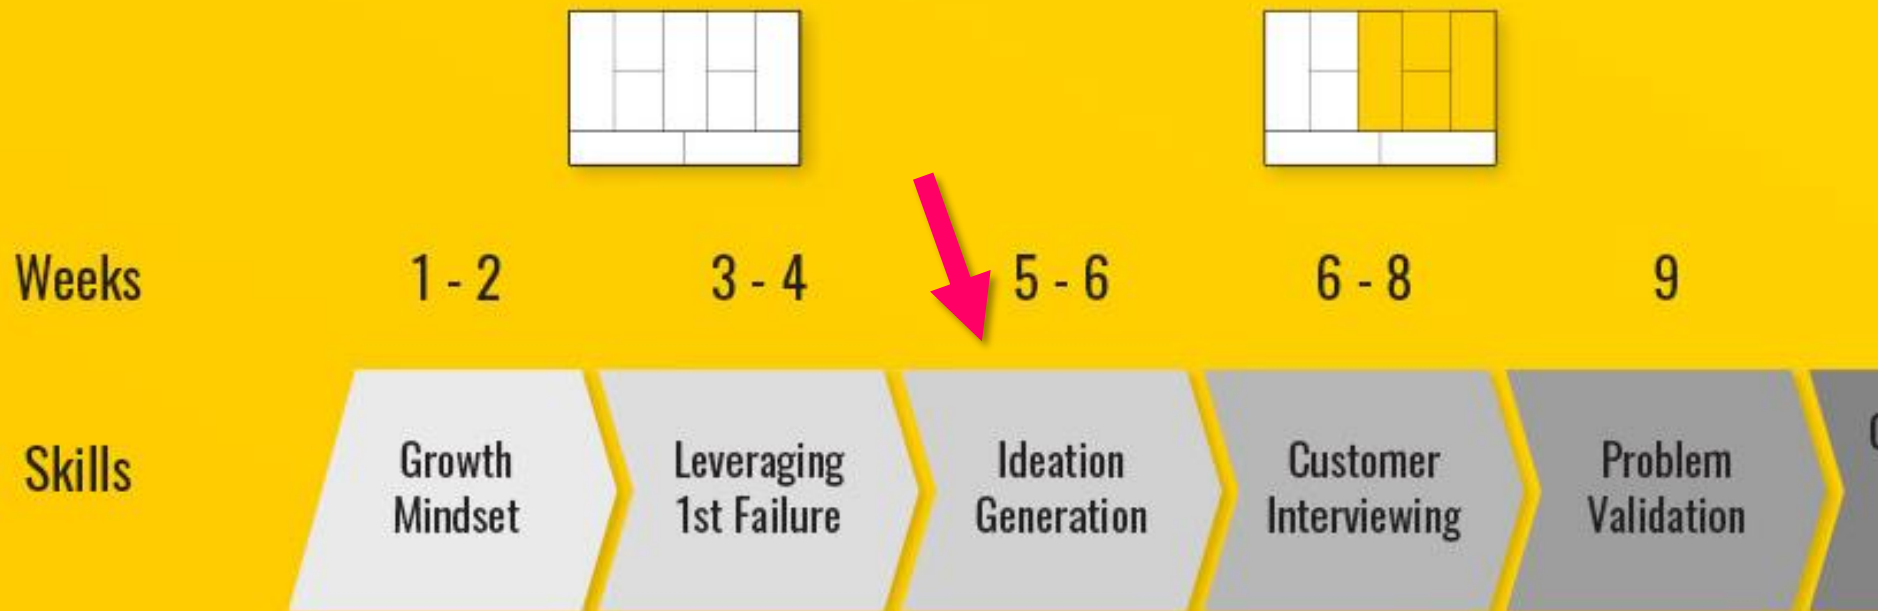 Weeks
1 - 2
3 - 4
5 - 6
6 - 8
9
Skills
Growth
Mindset
Leveraging
1st Failure
Ideation
Generation
Customer
Interviewing
Problem
Validation